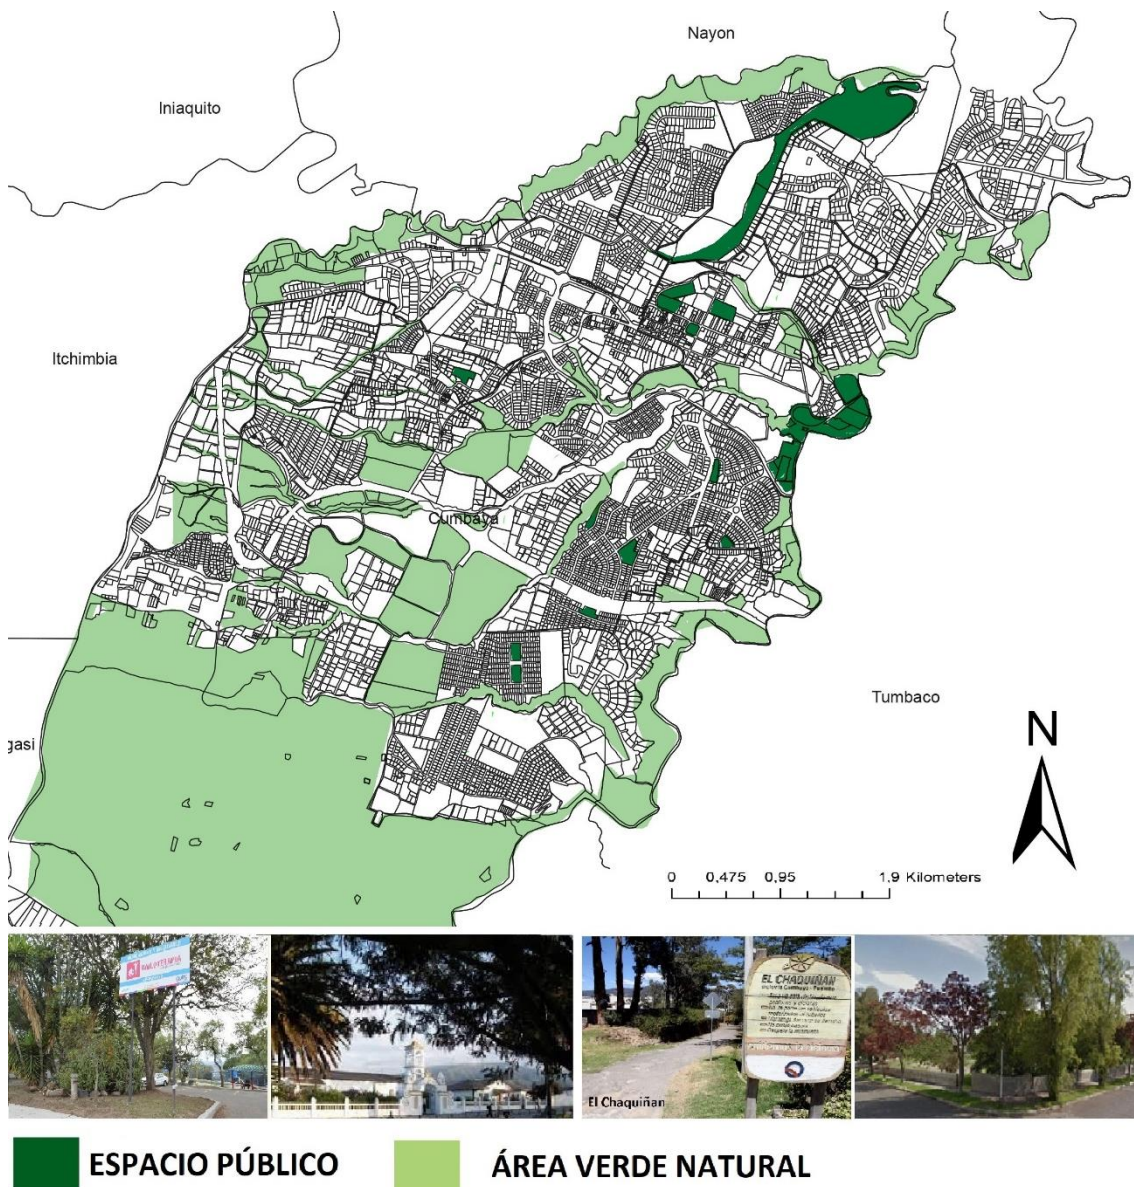 Nayon
Iniaquito
Itchimbia
Cumbaya
Tumbaco
gasi
N
0 0,475 0,95 1,9 Kilometers
EL CHAQUIÑAN
El Chaquiñan
ESPACIO PÚBLICO
ÁREA VERDE NATURAL